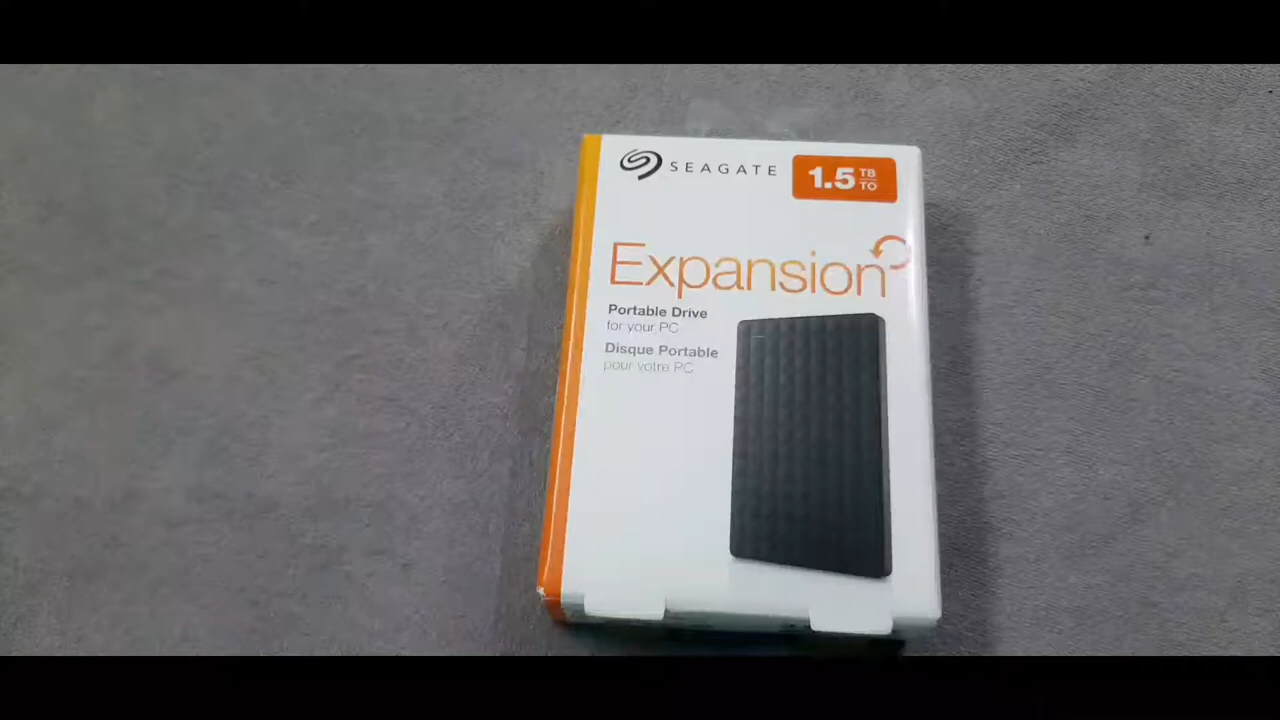 SEAGATE
1.5 TB
TO
Expansion
Portable Drive
for your PC
Disque Portable
pour votre PC